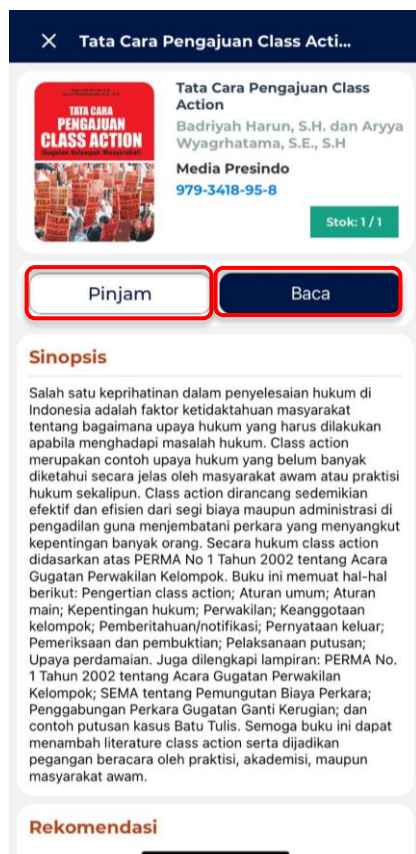 Tata Cara Pengajuan Class Acti...
TATA CARA
PENGAJUAN
CLASS ACTION
(Gugatan Kelompok Masyarakat)
Tata Cara Pengajuan Class
Action
Badriyah Harun, S.H. dan Aryya
Wyagrhatama, S.E., S.H
Media Presindo
979-3418-95-8
Stok: 1 / 1
Pinjam
Baca
Sinopsis
Salah satu keprihatinan dalam penyelesaian hukum di
Indonesia adalah faktor ketidaktahuan masyarakat
tentang bagaimana upaya hukum yang harus dilakukan
apabila menghadapi masalah hukum. Class action
merupakan contoh upaya hukum yang belum banyak
diketahui secara jelas oleh masyarakat awam atau praktisi
hukum sekalipun. Class action dirancang sedemikian
efektif dan efisien dari segi biaya maupun administrasi di
pengadilan guna menjembatani perkara yang menyangkut
kepentingan banyak orang. Secara hukum class action
didasarkan atas PERMA No 1 Tahun 2002 tentang Acara
Gugatan Perwakilan Kelompok. Buku ini memuat hal-hal
berikut: Pengertian class action; Aturan umum; Aturan
main; Kepentingan hukum; Perwakilan; Keanggotaan
kelompok; Pemberitahuan/notifikasi; Pernyataan keluar;
Pemeriksaan dan pembuktian; Pelaksanaan putusan;
Upaya perdamaian. Juga dilengkapi lampiran: PERMA No.
1 Tahun 2002 tentang Acara Gugatan Perwakilan
Kelompok; SEMA tentang Pemungutan Biaya Perkara;
Penggabungan Perkara Gugatan Ganti Kerugian; dan
contoh putusan kasus Batu Tulis. Semoga buku ini dapat
menambah literature class action serta dijadikan
pegangan beracara oleh praktisi, akademisi, maupun
masyarakat awam.
Rekomendasi